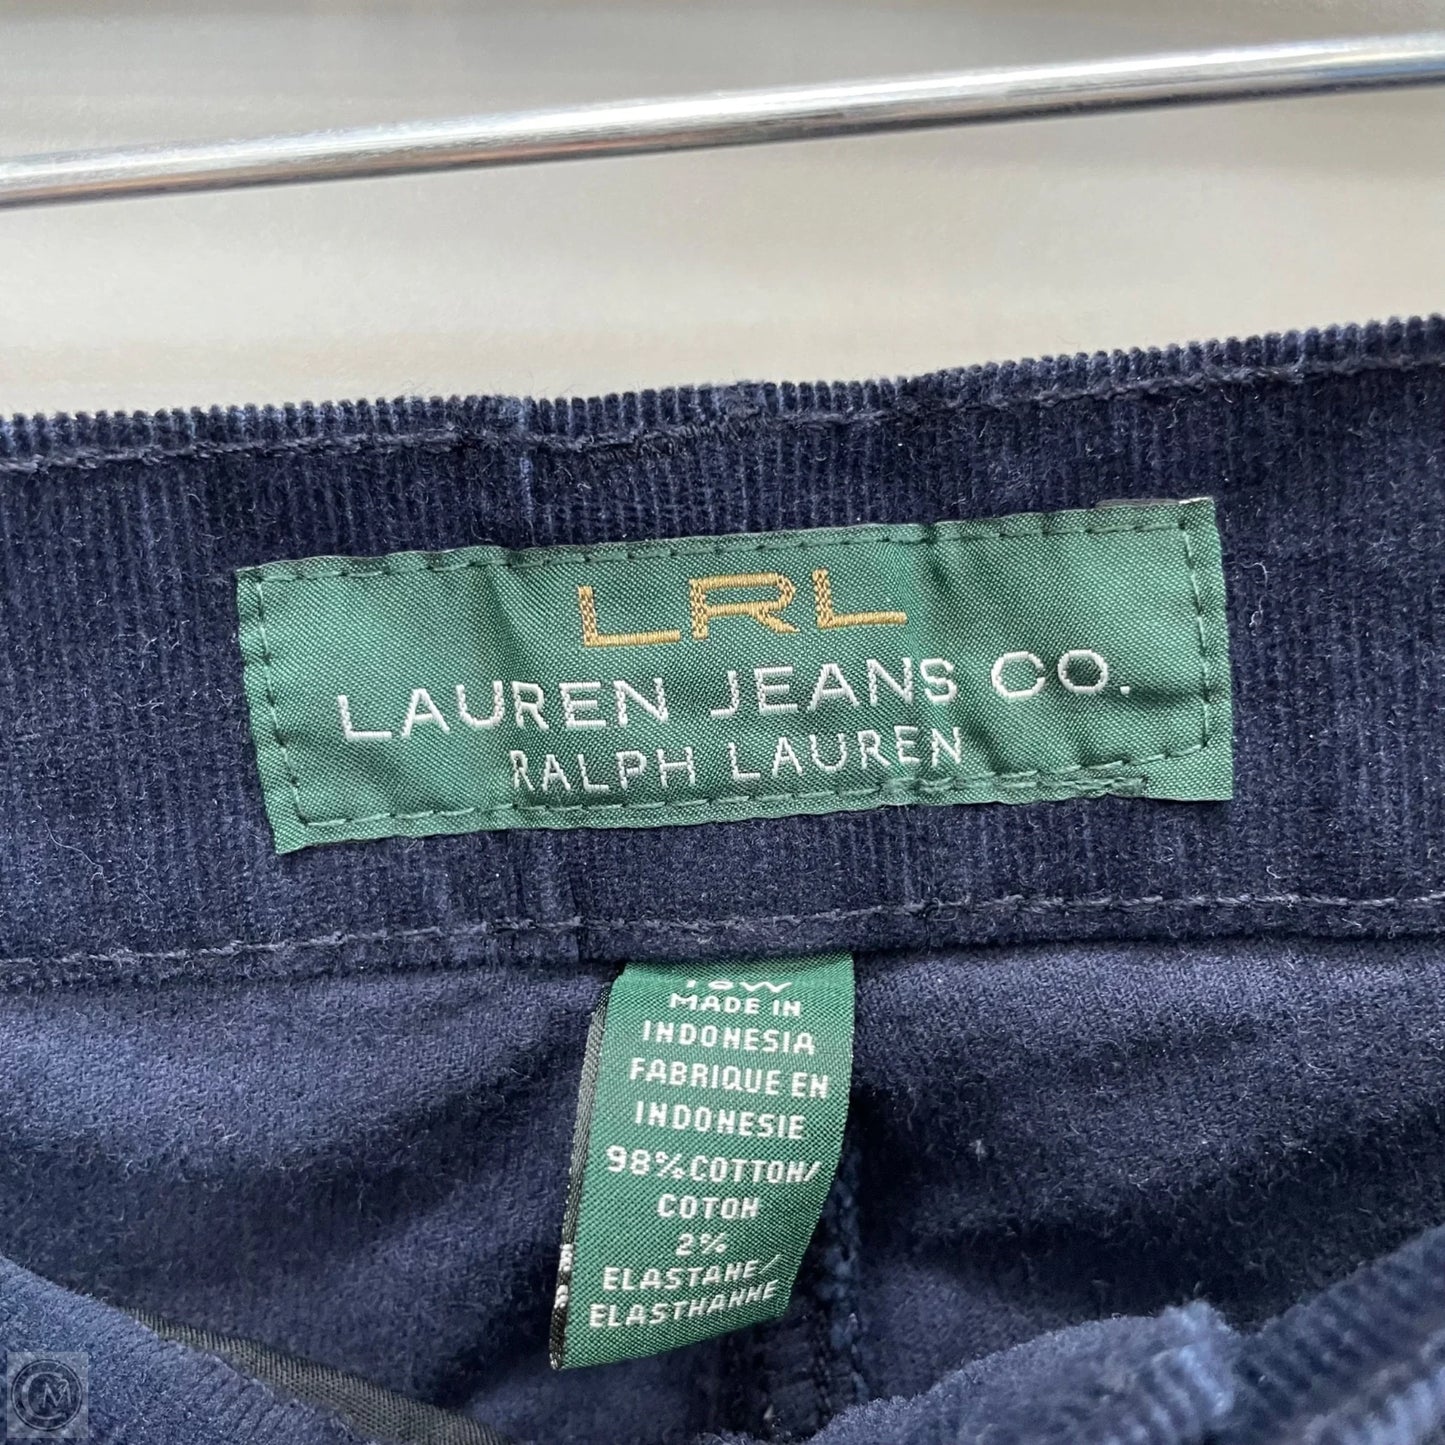 LRL
LAUREN JEANS CO.
RALPH LAUREN
MADE IN
INDONESIA
FABRIQUE EN
INDONESIE
98% COTTON/
COTON
2%
ELASTANE/
ELASTHANNE